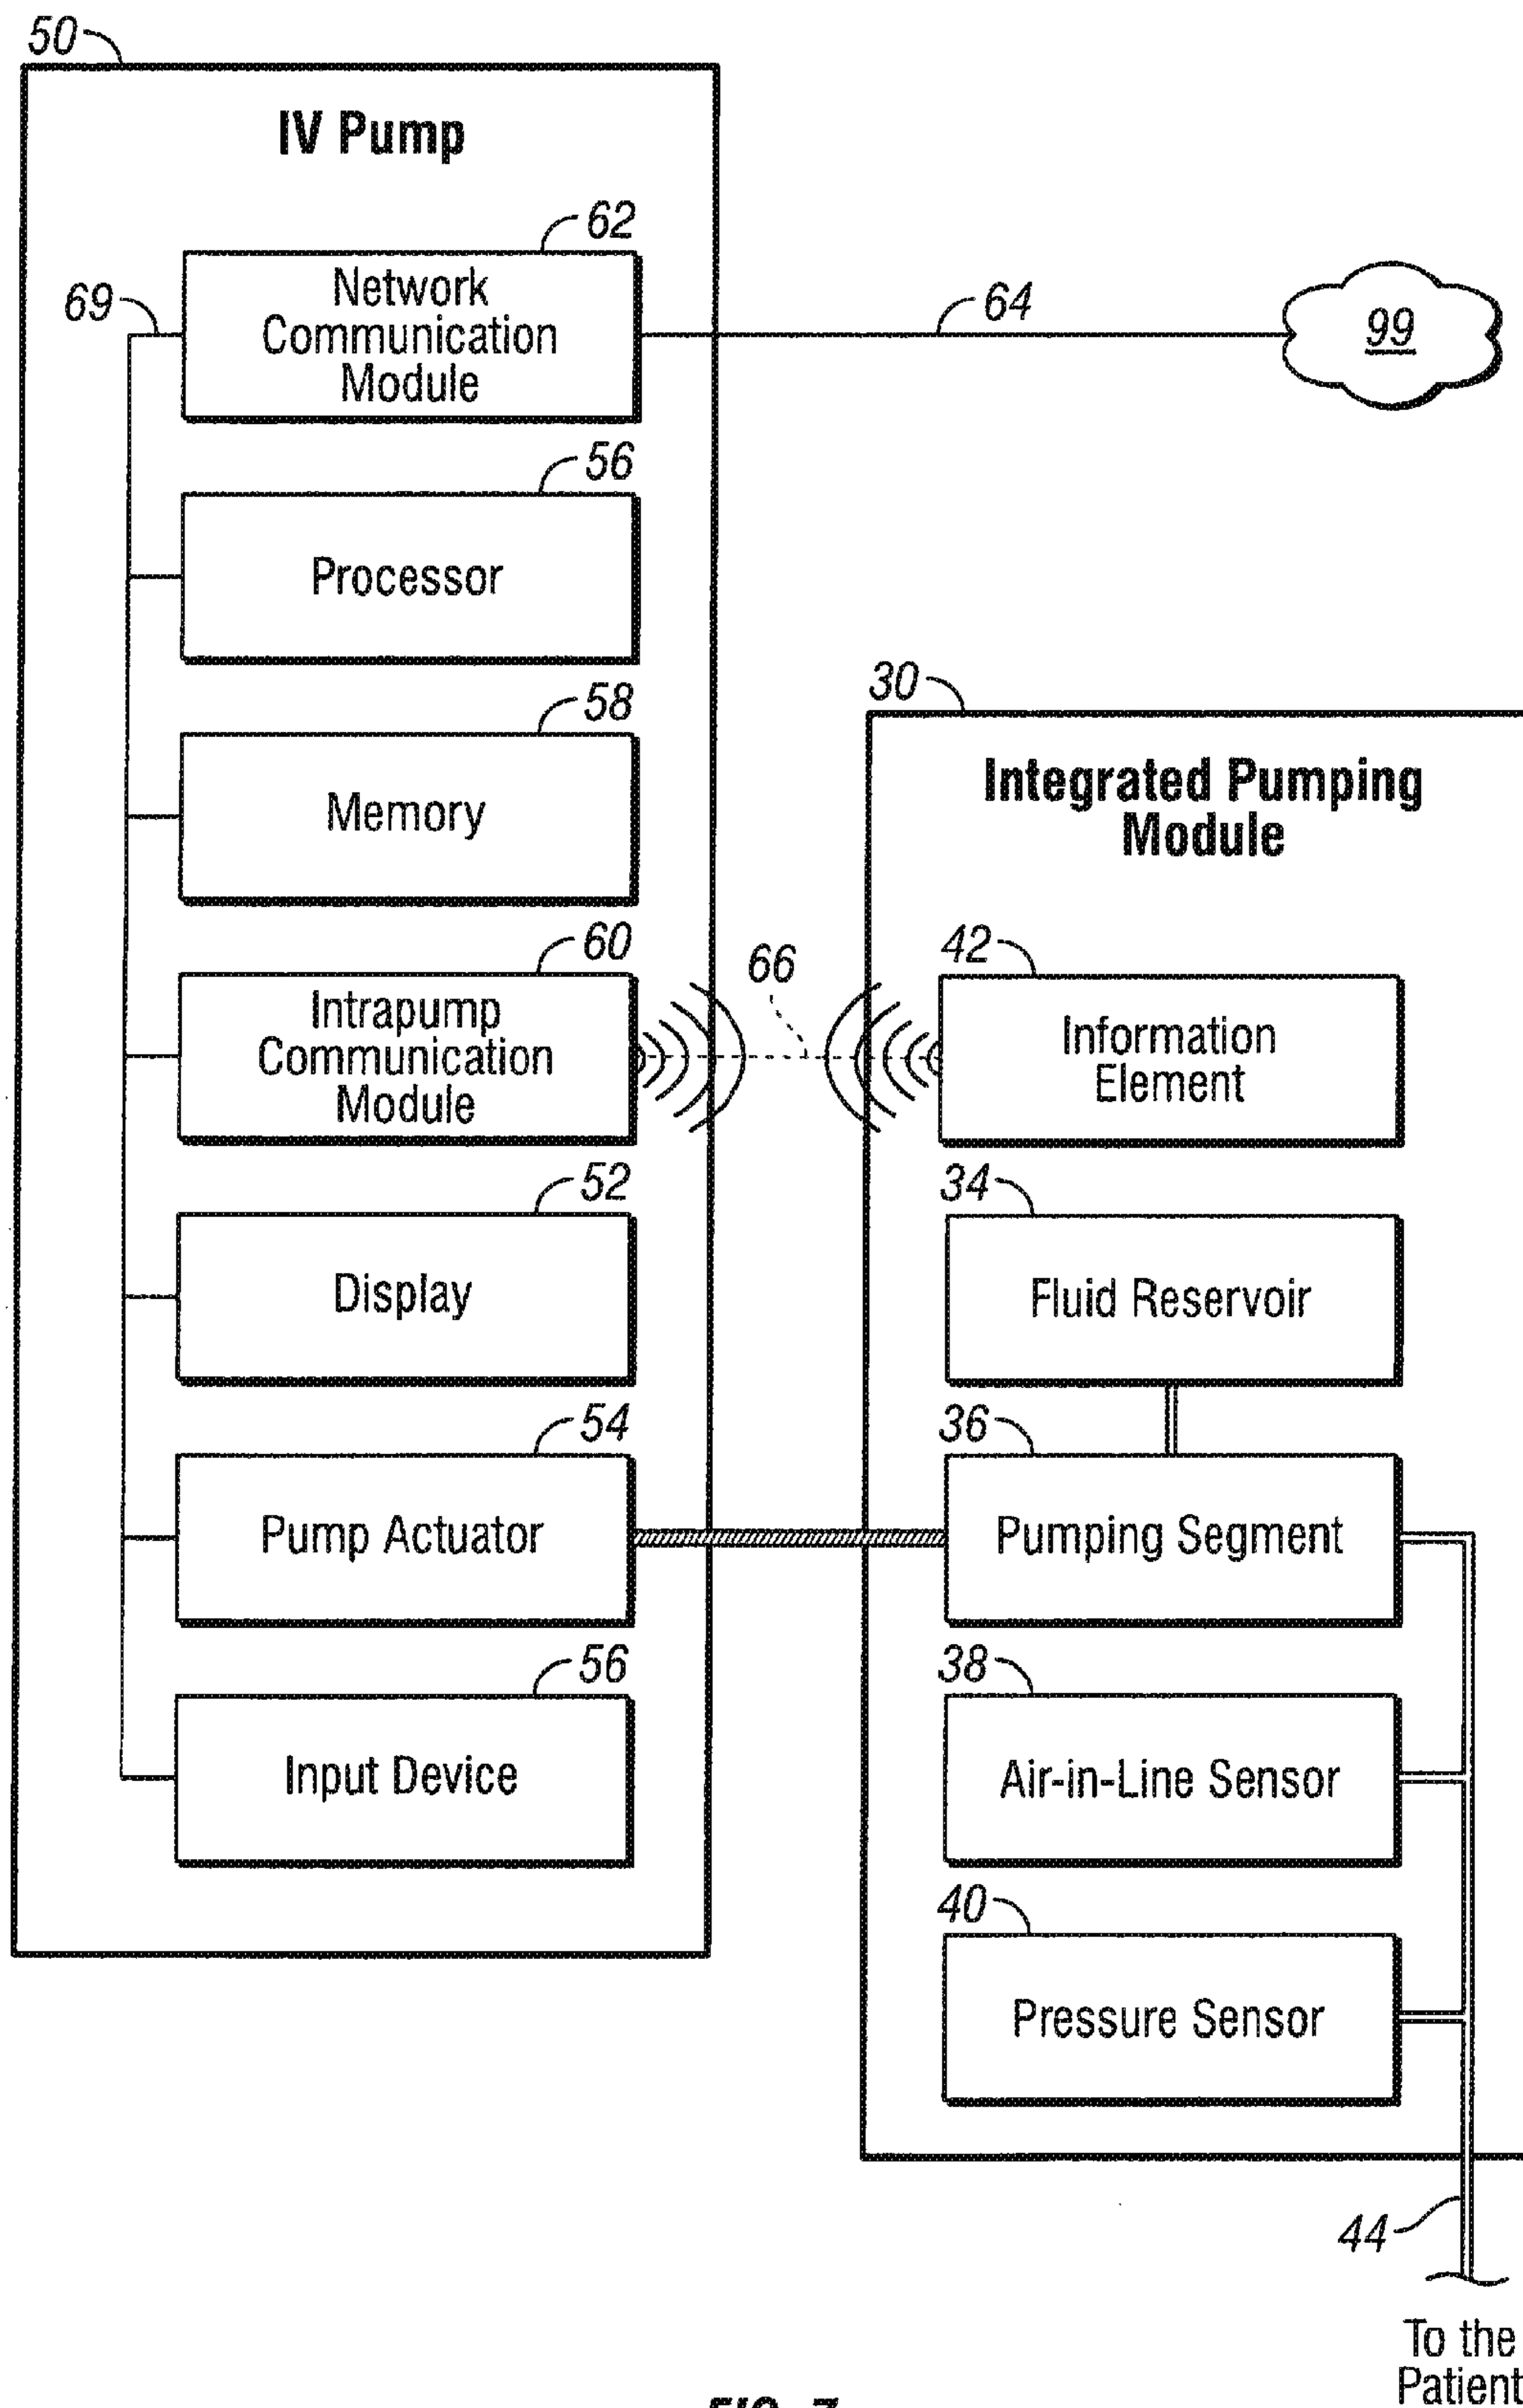 50
IV Pump
62
Network
Communication
Module
69
64
99
56
Processor
58
Memory
30
Integrated Pumping
Module
60
Intrapump
Communication
Module
66
42
Information
Element
52
Display
34
Fluid Reservoir
54
Pump Actuator
36
Pumping Segment
56
Input Device
38
Air-in-Line Sensor
40
Pressure Sensor
44
To the
Patient